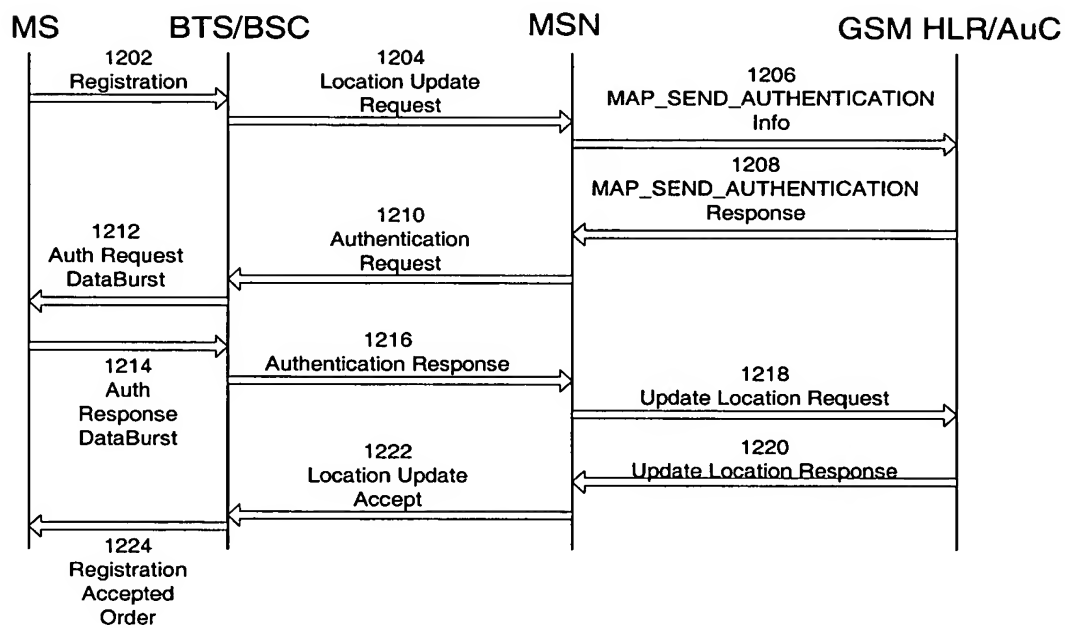 MS
BTS/BSC
MSN
GSM HLR/AuC
1202
Registration
1204
Location Update
Request
1206
MAP_SEND_AUTHENTICATION
Info
1208
MAP_SEND_AUTHENTICATION
Response
1210
Authentication
Request
1212
Auth Request
DataBurst
1214
Auth
Response
DataBurst
1216
Authentication Response
1218
Update Location Request
1220
Update Location Response
1222
Location Update
Accept
1224
Registration
Accepted
Order